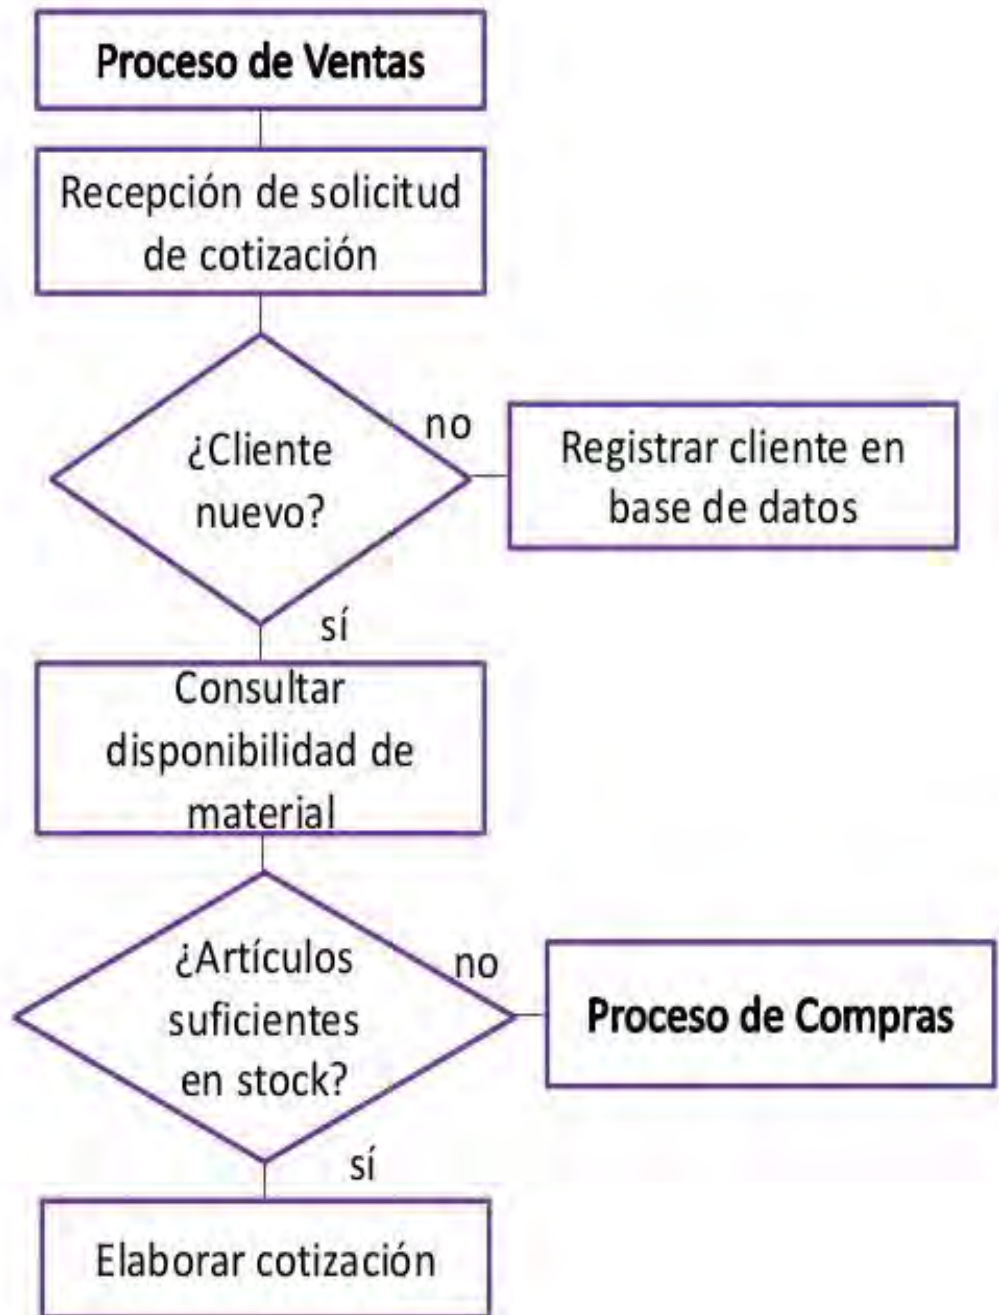 Proceso de Ventas
Recepción de solicitud
de cotización
¿Cliente
nuevo?
no
Registrar cliente en
base de datos
sí
Consultar
disponibilidad de
material
¿Artículos
suficientes
en stock?
no
Proceso de Compras
sí
Elaborar cotización